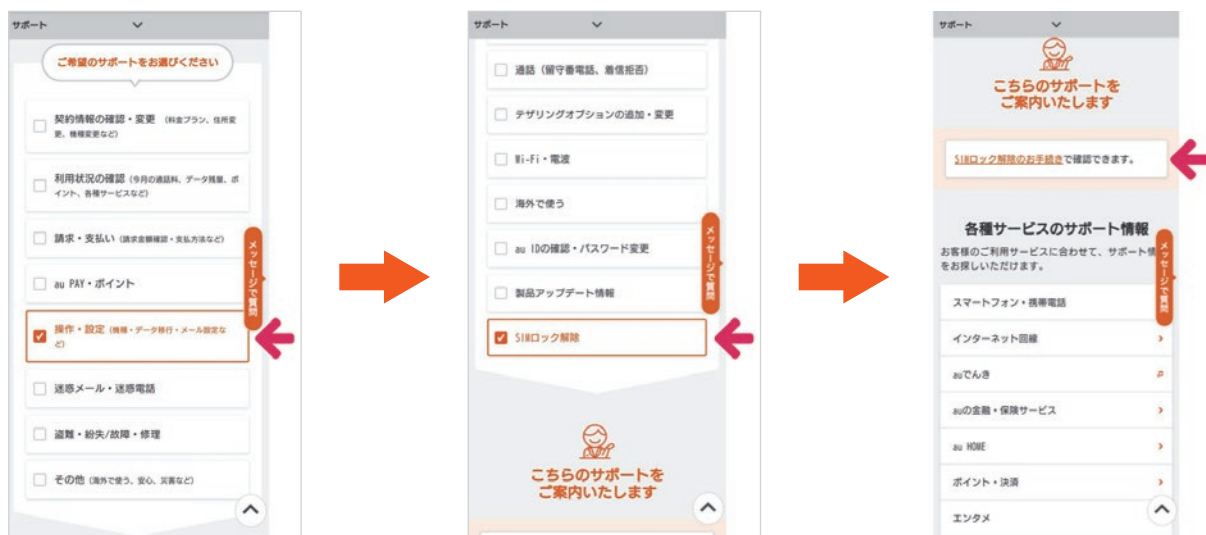 サポート
ご希望のサポートをお選びください
契約情報の確認・変更 (料金プラン、住所変
更、機種変更など)
利用状況の確認 (今月の通話料、データ残量、ポ
イント、各種サービスなど)
請求・支払い (請求金額確認・支払方法など)
au PAY・ポイント
操作・設定 (機種・データ移行・メール設定な
ど)
迷惑メール・迷惑電話
盗難・紛失/故障・修理
その他 (海外で使う、安心、災害など)
メッセージで質問
サポート
通話 (留守番電話、着信拒否)
テザリングオプションの追加・変更
Wi-Fi・電波
海外で使う
au IDの確認・パスワード変更
製品アップデート情報
SIMロック解除
メッセージで質問
こちらのサポートを
ご案内いたします
サポート
こちらのサポートを
ご案内いたします
SIMロック解除のお手続きで確認できます。
各種サービスのサポート情報
お客様のご利用サービスに合わせて、サポート情
をお探しいただけます。
スマートフォン・携帯電話
インターネット回線
auでんき
auの金融・保険サービス
au HOME
ポイント・決済
エンタメ
メッセージで質問